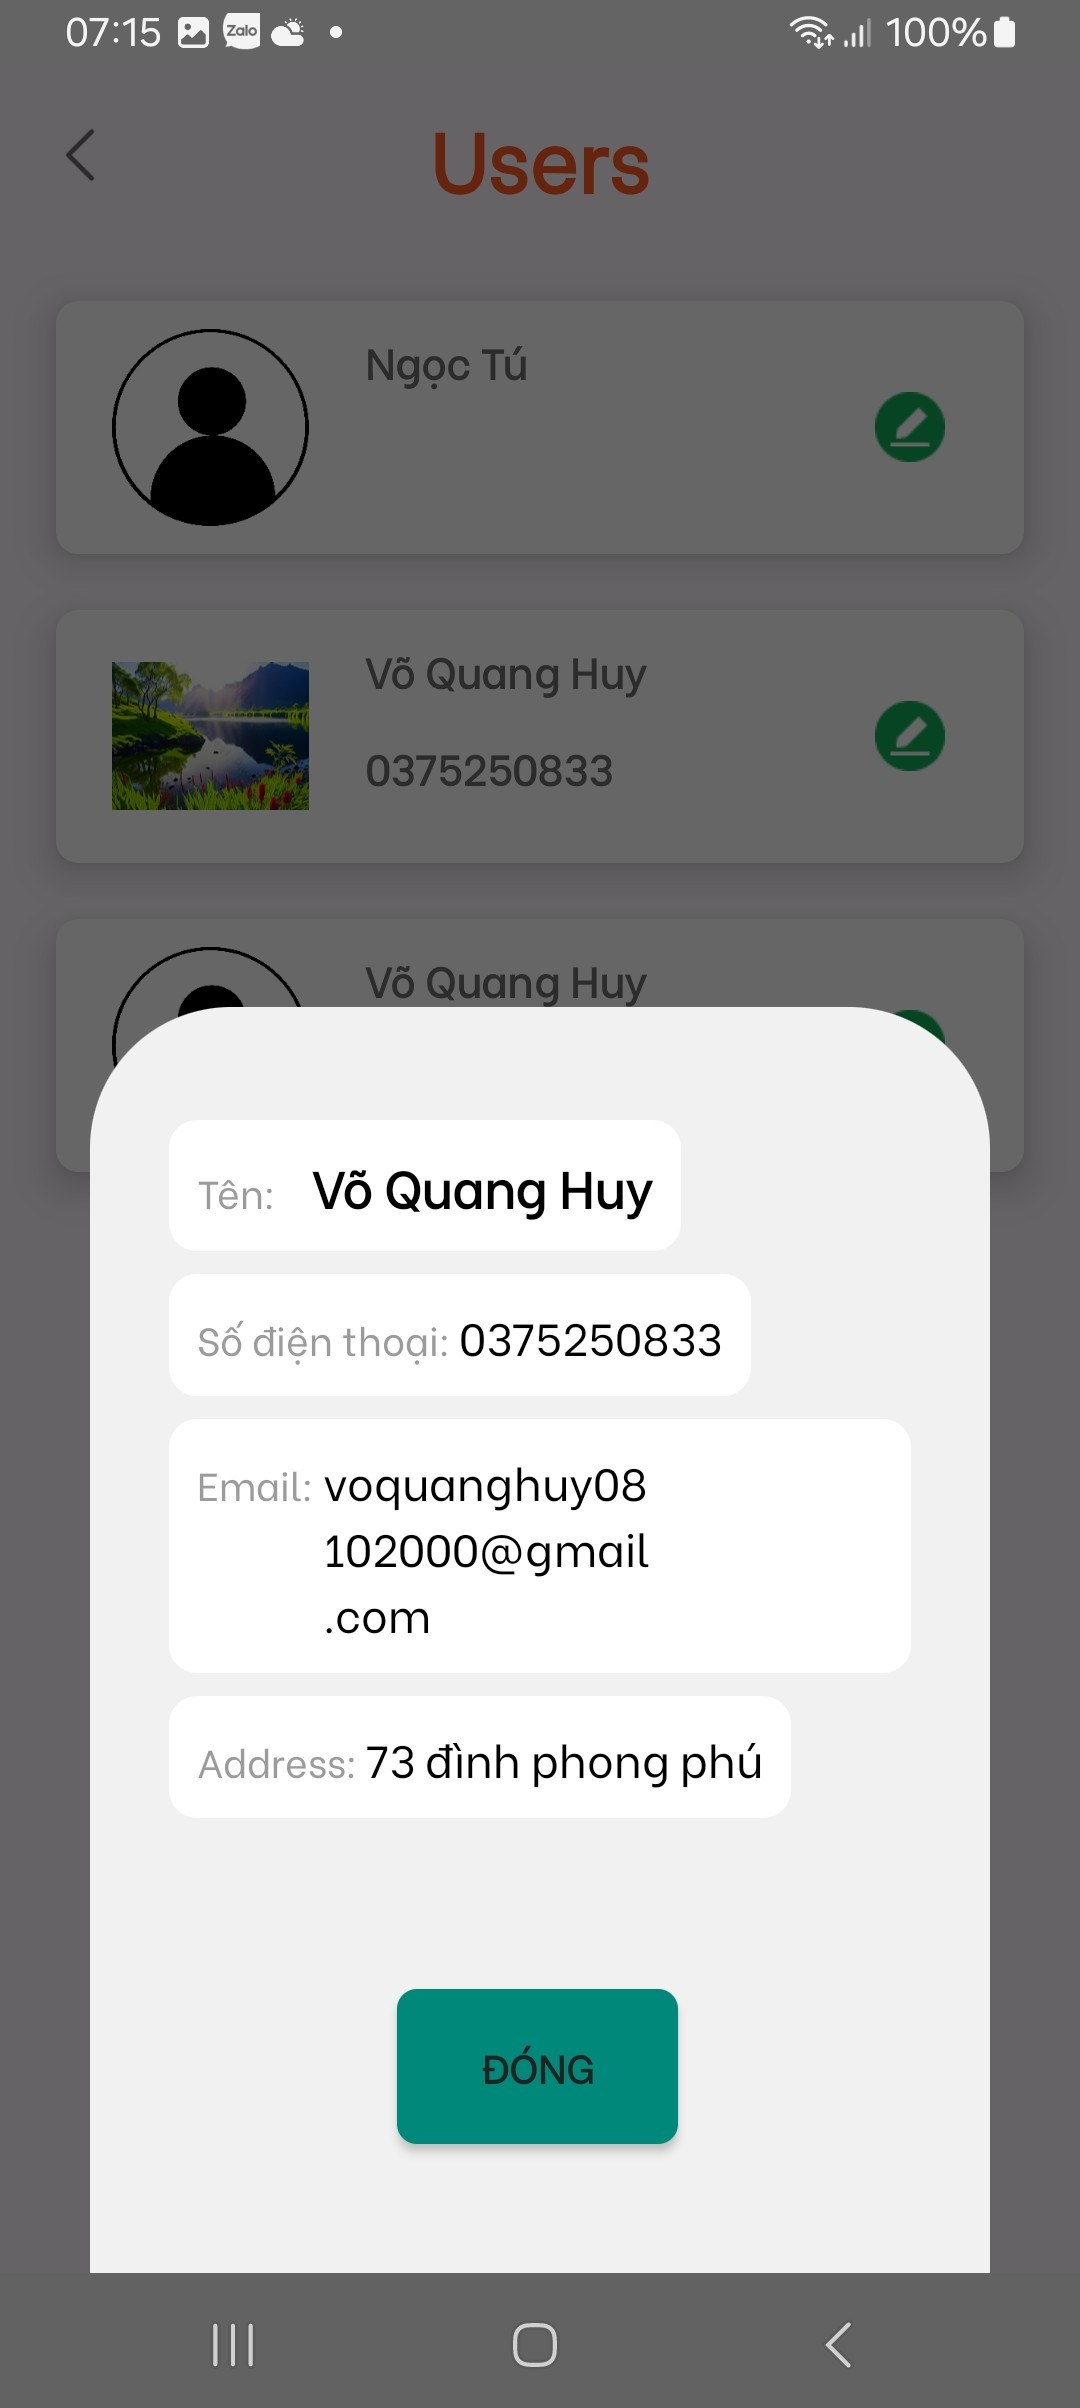 07:15 Zalo 100%
Users
Ngọc Tú
Võ Quang Huy
0375250833
Võ Quang Huy
Tên: Võ Quang Huy
Số điện thoại: 0375250833
Email: voquanghuy08
102000@gmail
.com
Address: 73 đình phong phú
ĐÓNG